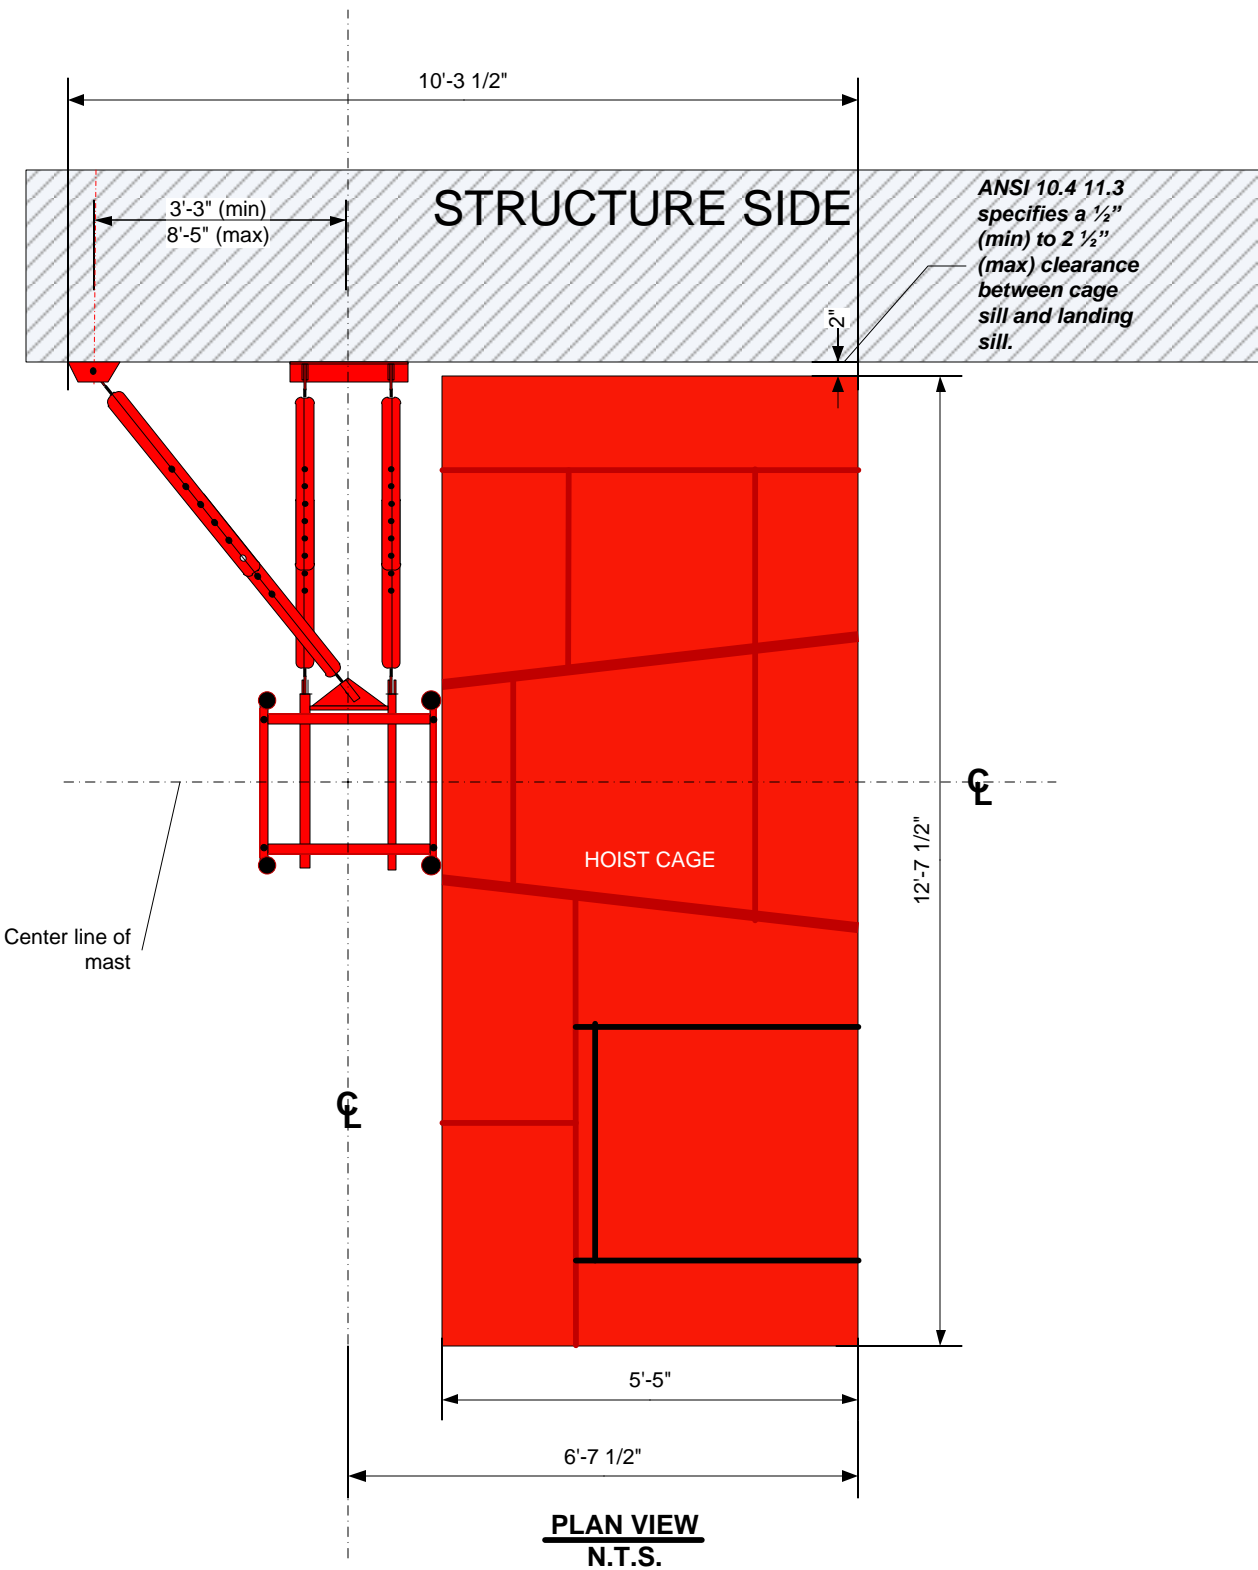 10'-3 1/2"
STRUCTURE SIDE
3'-3" (min)
8'-5" (max)
ANSI 10.4 11.3
specifies a ½”
(min) to 2 ½”
(max) clearance
between cage
sill and landing
sill.
2"
℄
12'-7 1/2"
HOIST CAGE
Center line of
mast
℄
5'-5"
6'-7 1/2"
PLAN VIEW
N.T.S.